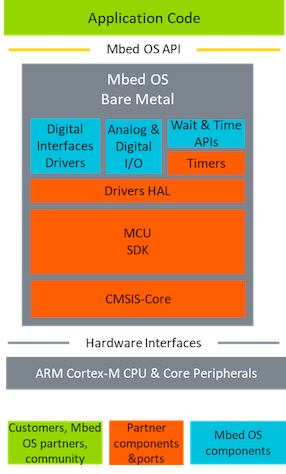 Application Code
Mbed OS API
Mbed OS
Bare Metal
Digital
Interfaces
Drivers
Analog &
Digital
I/O
Wait & Time
APIs
Timers
Drivers HAL
MCU
SDK
CMSIS-Core
Hardware Interfaces
ARM Cortex-M CPU & Core Peripherals
Customers, Mbed
OS partners,
community
Partner
components
&ports
Mbed OS
components